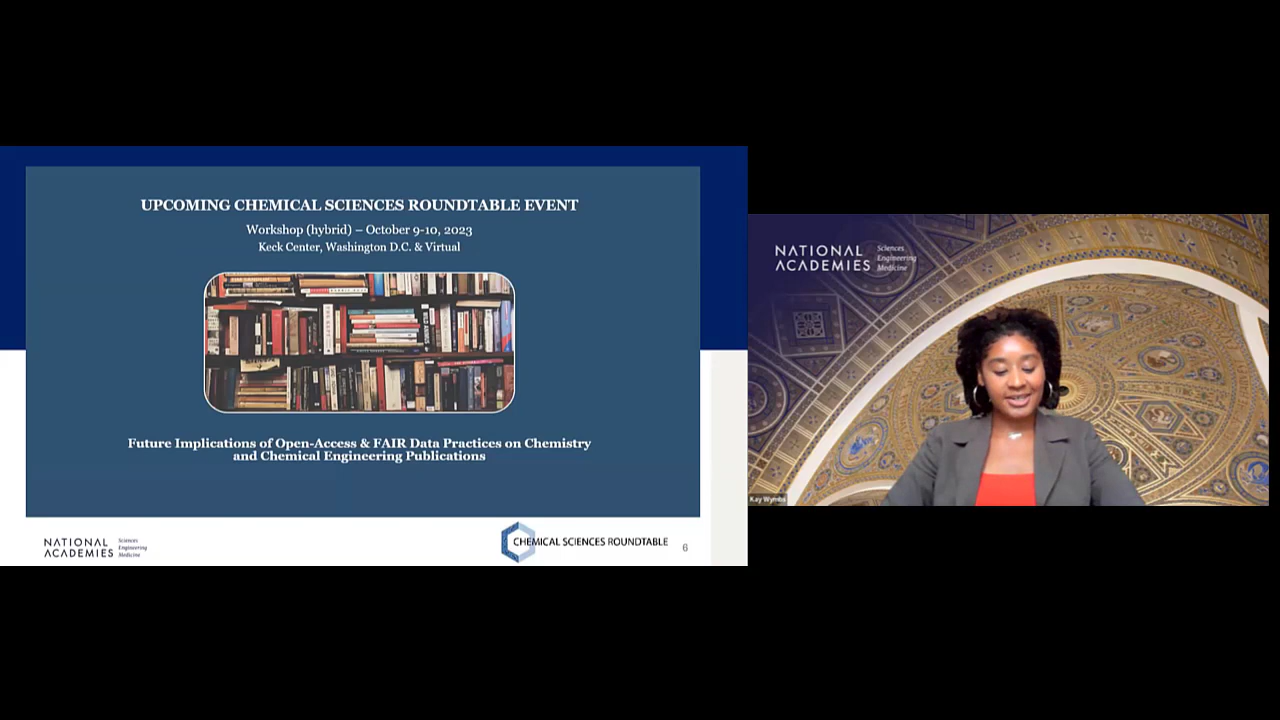 UPCOMING CHEMICAL SCIENCES ROUNDTABLE EVENT
Workshop (hybrid) – October 9-10, 2023
Keck Center, Washington D.C. & Virtual
Future Implications of Open-Access & FAIR Data Practices on Chemistry
and Chemical Engineering Publications
NATIONAL
ACADEMIES
Sciences
Engineering
Medicine
CHEMICAL SCIENCES ROUNDTABLE
6
NATIONAL
ACADEMIES
Sciences
Engineering
Medicine
Kay Wymbs